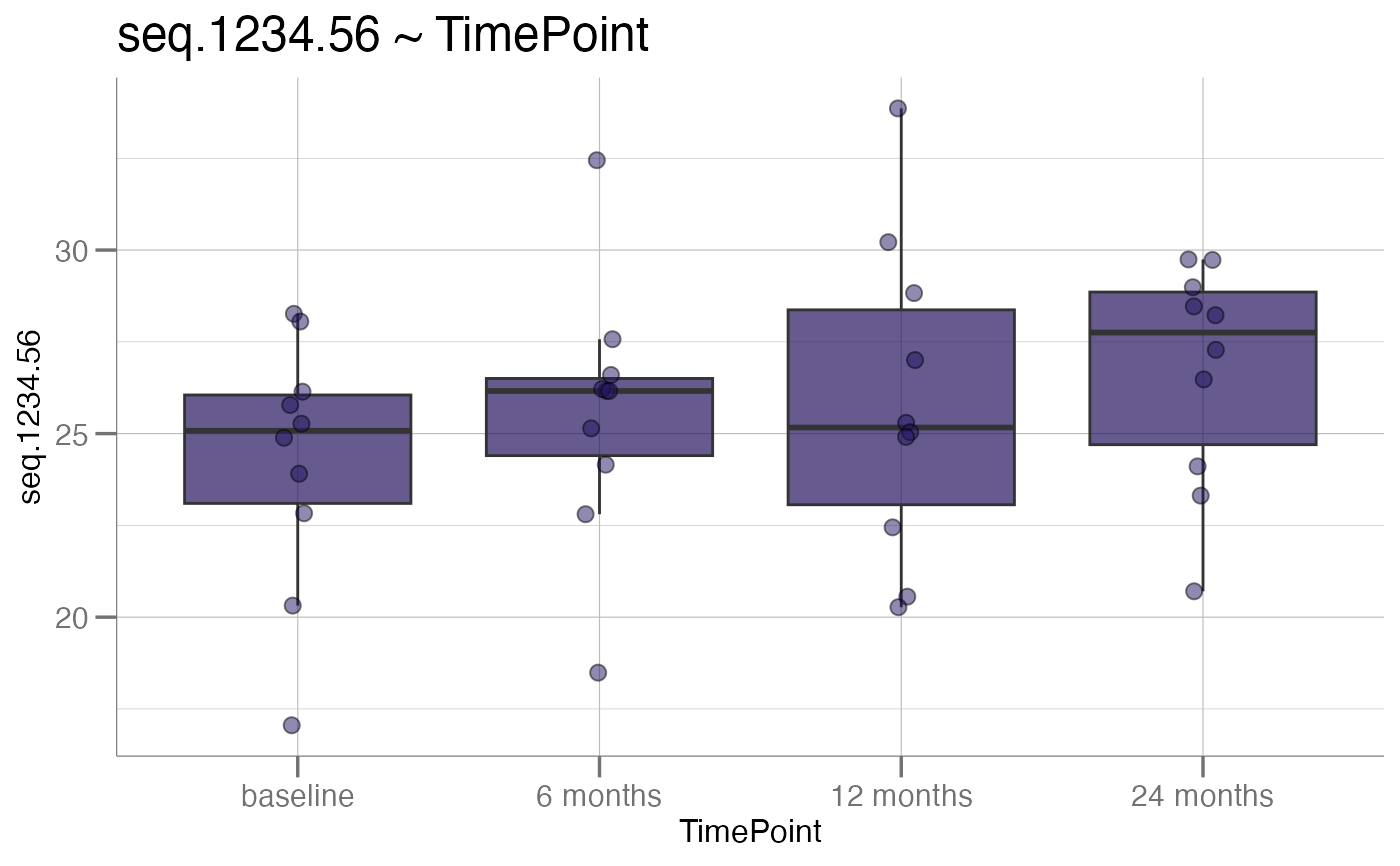 seq.1234.56 ~ TimePoint
seq.1234.56
30
25
20
baseline
6 months
12 months
24 months
TimePoint